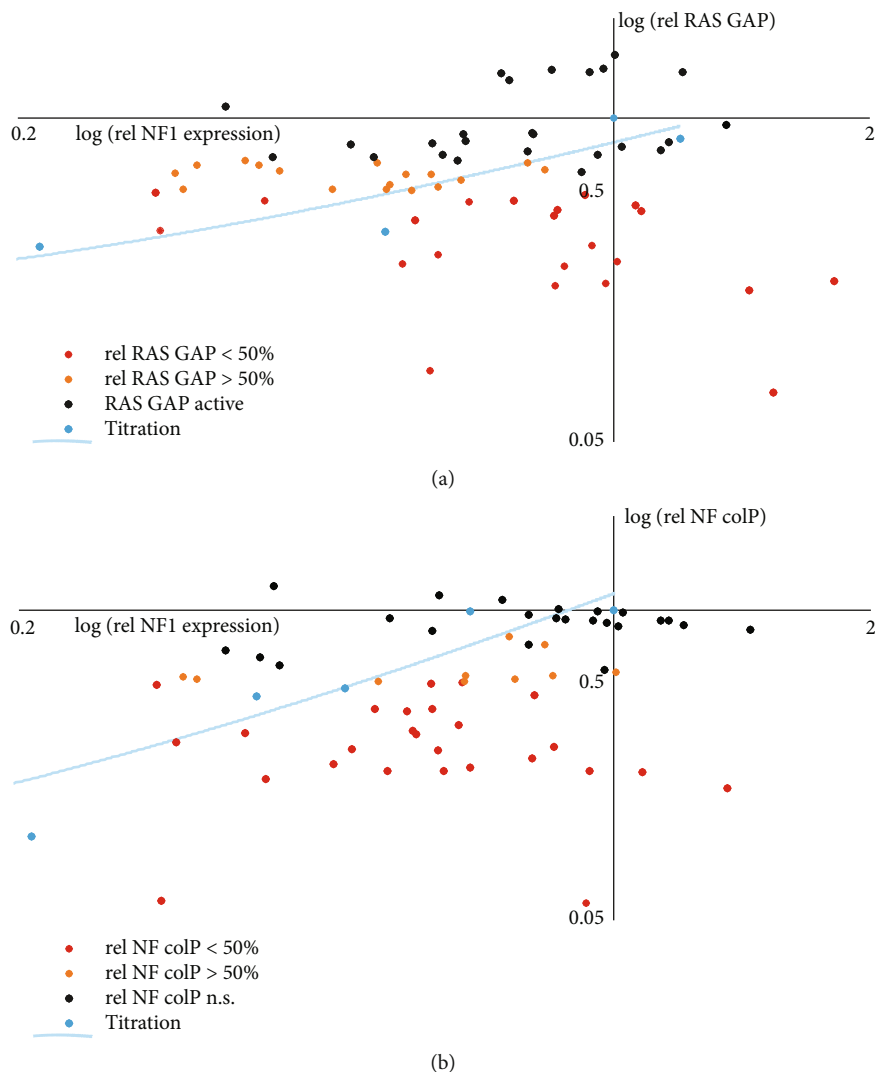 log (rel RAS GAP)
0.2
log (rel NF1 expression)
2
0.5
rel RAS GAP < 50%
rel RAS GAP > 50%
RAS GAP active
Titration
0.05
(a)
log (rel NF colP)
0.2
log (rel NF1 expression)
2
0.5
0.05
rel NF colP < 50%
rel NF colP > 50%
rel NF colP n.s.
Titration
(b)